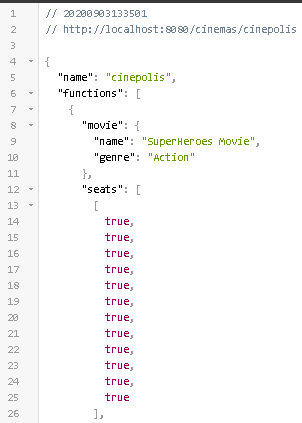 1 // 20200903133501
2 // http://localhost:8080/cinemas/cinepolis
3
4 {
5 "name": "cinepolis",
6 "functions": [
7 {
8 "movie": {
9 "name": "SuperHeroes Movie",
10 "genre": "Action"
11 },
12 "seats": [
13 [
14 true,
15 true,
16 true,
17 true,
18 true,
19 true,
20 true,
21 true,
22 true,
23 true,
24 true,
25 true
26 ],